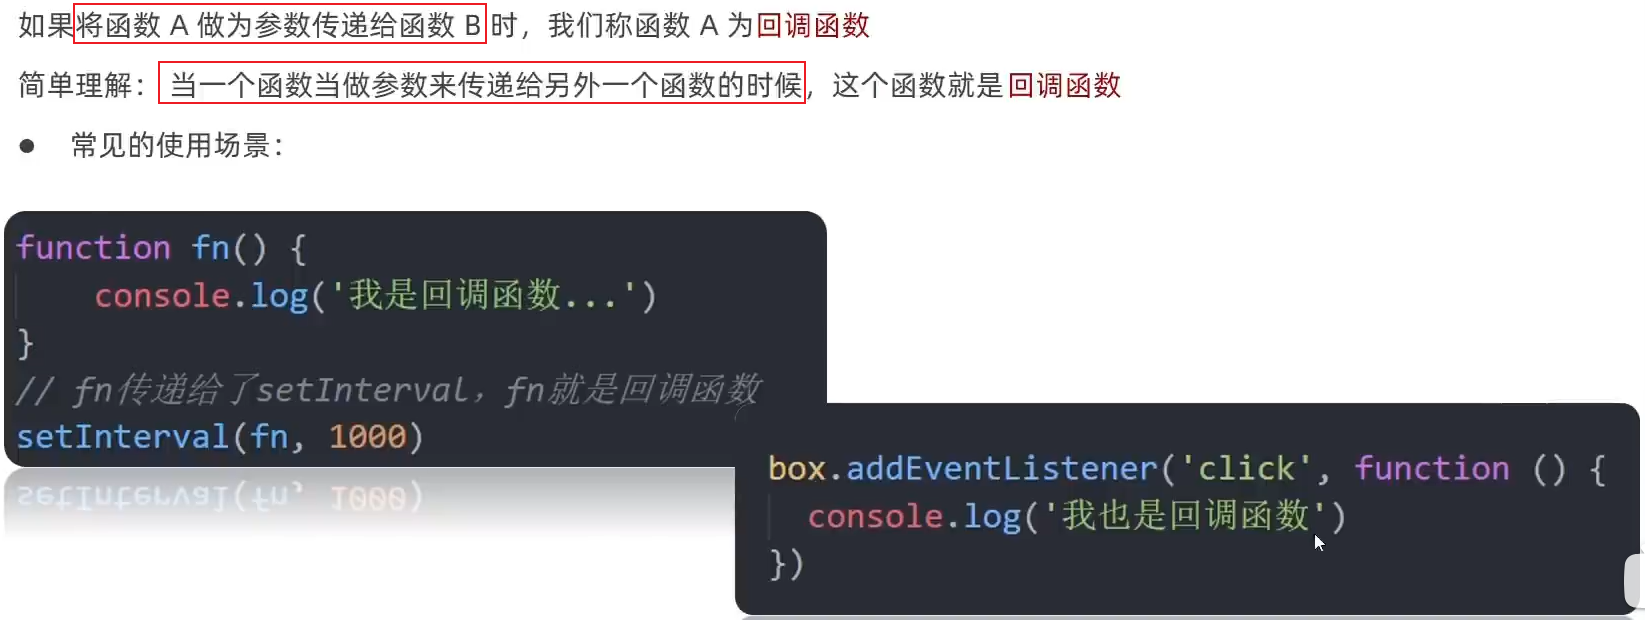 如果将函数 A 做为参数传递给函数 B 时，我们称函数 A 为回调函数
简单理解： 当一个函数当做参数来传递给另外一个函数的时候，这个函数就是回调函数
● 常见的使用场景：
function fn() {
    console.log('我是回调函数...')
}
// fn传递给了setInterval，fn就是回调函数
setInterval(fn, 1000)
box.addEventListener('click', function () {
  console.log('我也是回调函数')
})